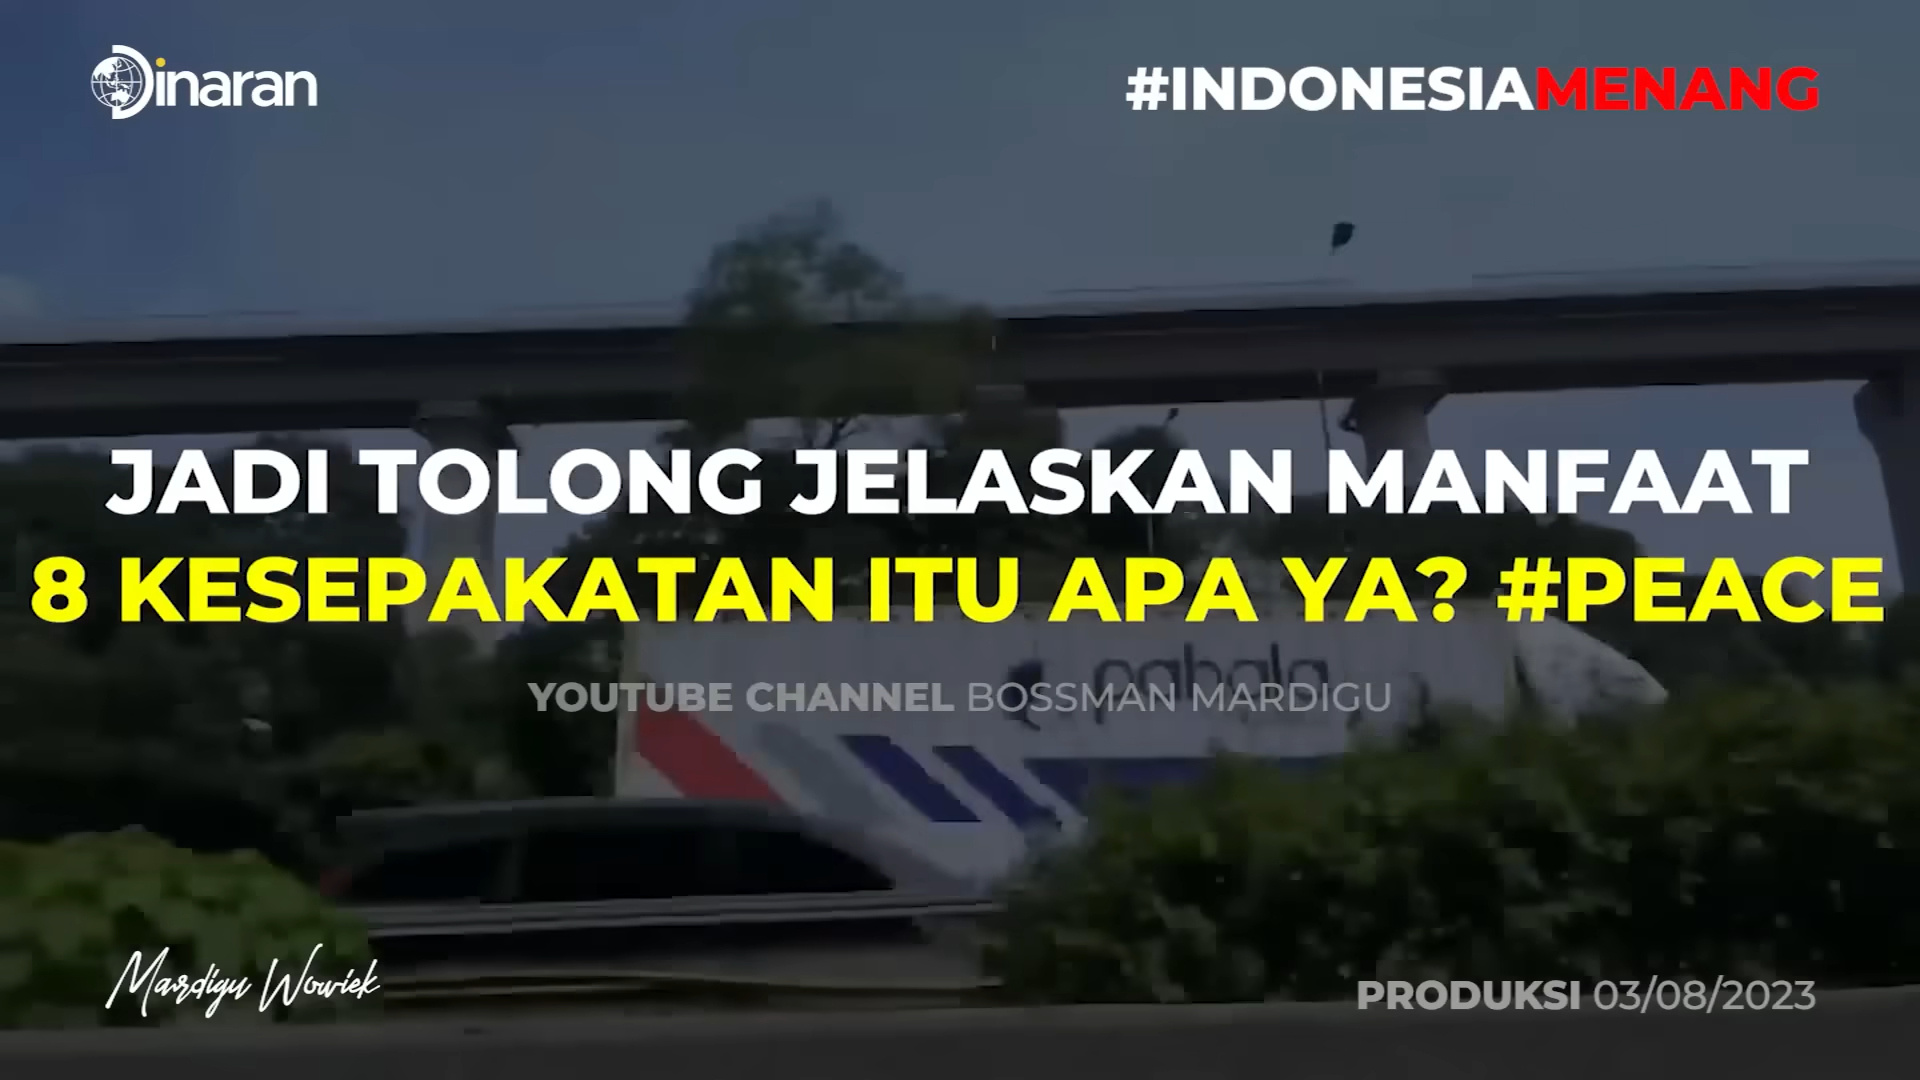 Dinaran
#INDONESIAMENANG
JADI TOLONG JELASKAN MANFAAT
8 KESEPAKATAN ITU APA YA? #PEACE
pabala
YOUTUBE CHANNEL BOSSMAN MARDIGU
Mardigu Wowiek
PRODUKSI 03/08/2023